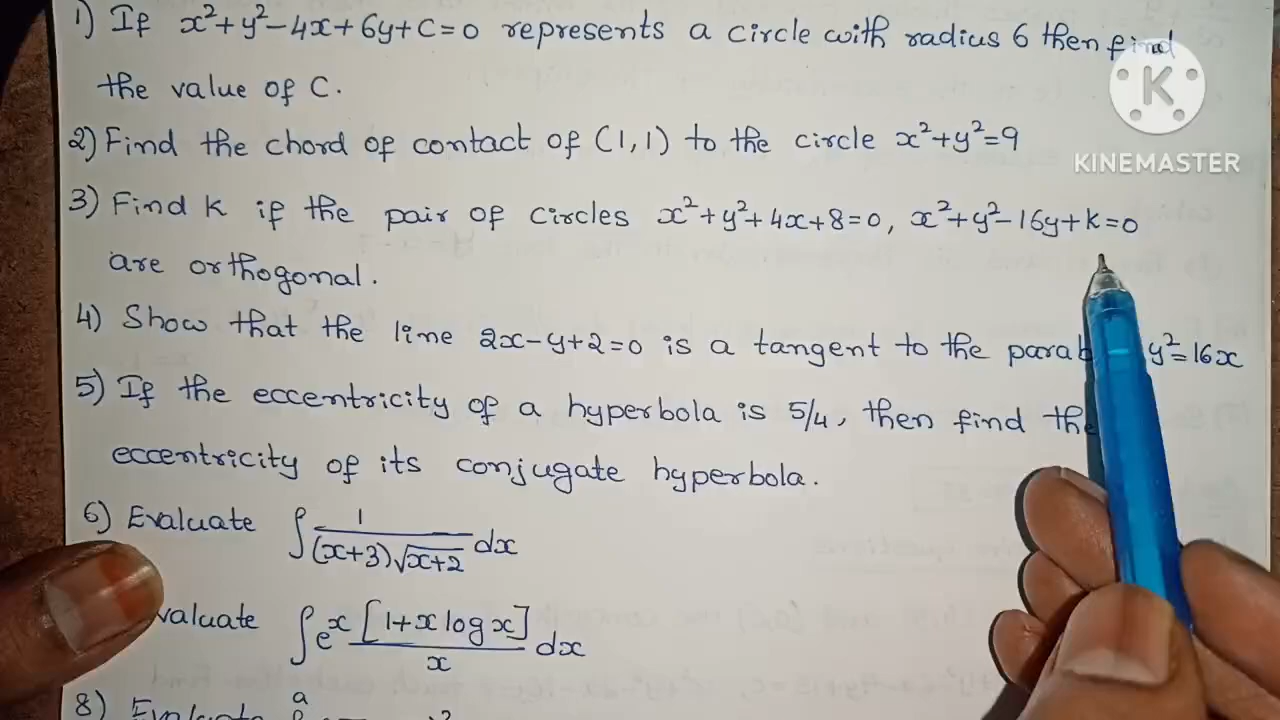 1) If x²+y²-4x+6y+C=0 represents a circle with radius 6 then find
the value of C.
K
KINEMASTER
2) Find the chord of contact of (1,1) to the circle x²+y²=9
3) Find K if the pair of circles x²+y²+4x+8=0, x²+y²-16y+k=0
are orthogonal.
4) Show that the line 2x-y+2=0 is a tangent to the parab y²=16x
5) If the eccentricity of a hyperbola is 5/4, then find the
eccentricity of its conjugate hyperbola.
6) Evaluate ∫ 1/((x+3)√(x+2)) dx
valuate ∫ e^x [1+x log x]/x dx
8) Evaluate a